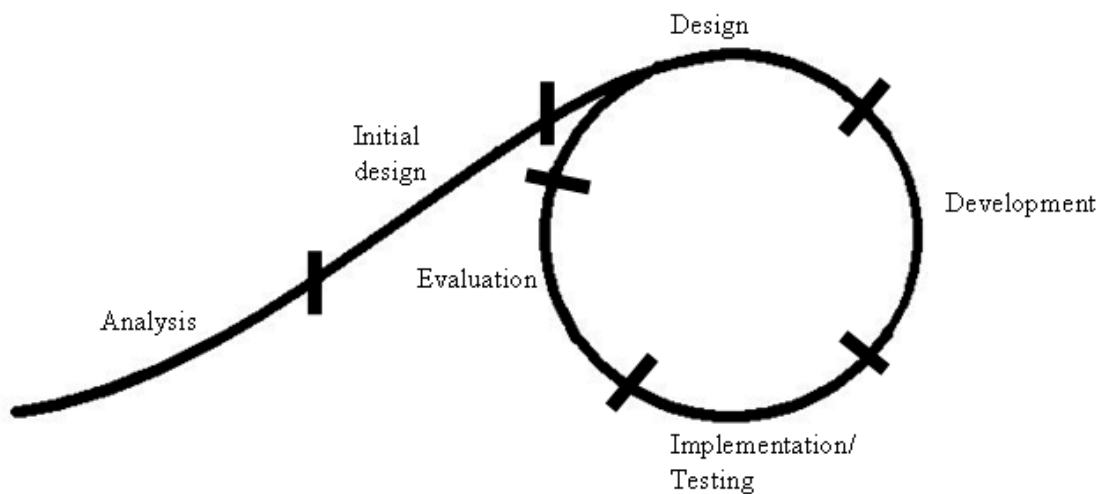 Design
Initial
design
Development
Evaluation
Analysis
Implementation/
Testing